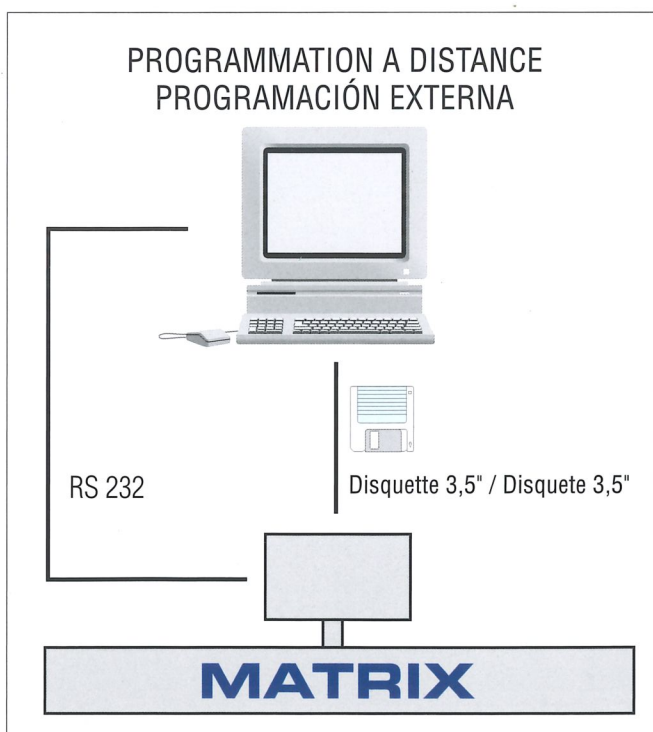 PROGRAMMATION A DISTANCE
PROGRAMACIÓN EXTERNA
RS 232
Disquette 3,5" / Disquete 3,5"
MATRIX